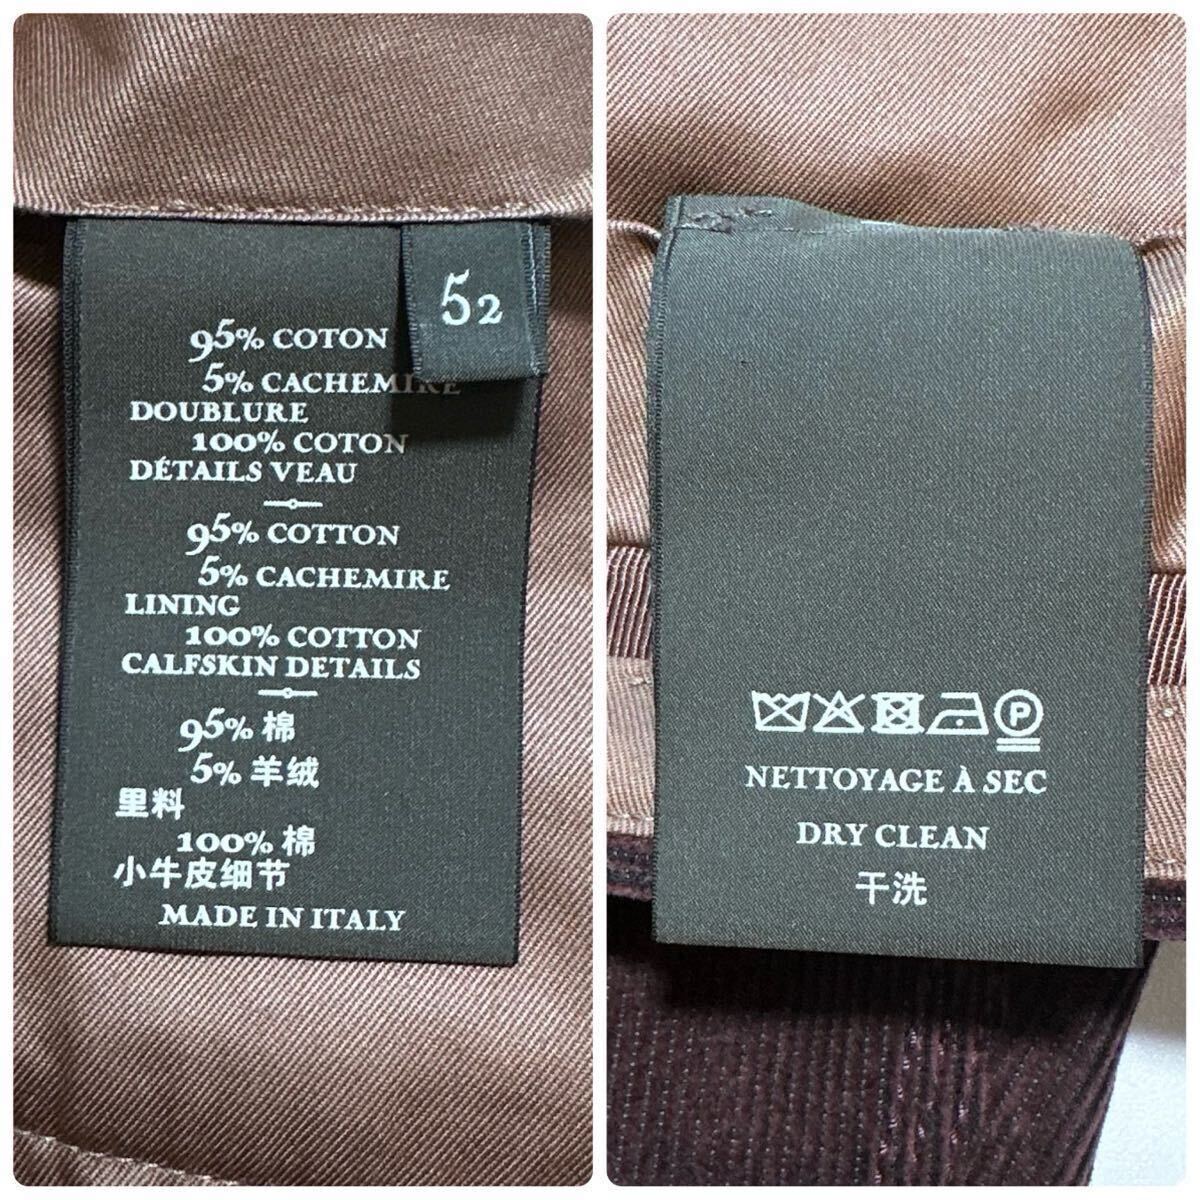 52
95% COTON
5% CACHEMIRE
DOUBLURE
100% COTON
DÉTAILS VEAU
95% COTTON
5% CACHEMIRE
LINING
100% COTTON
CALFSKIN DETAILS
95% 棉
5% 羊绒
里料
100% 棉
小牛皮细节
MADE IN ITALY
P
NETTOYAGE À SEC
DRY CLEAN
干洗